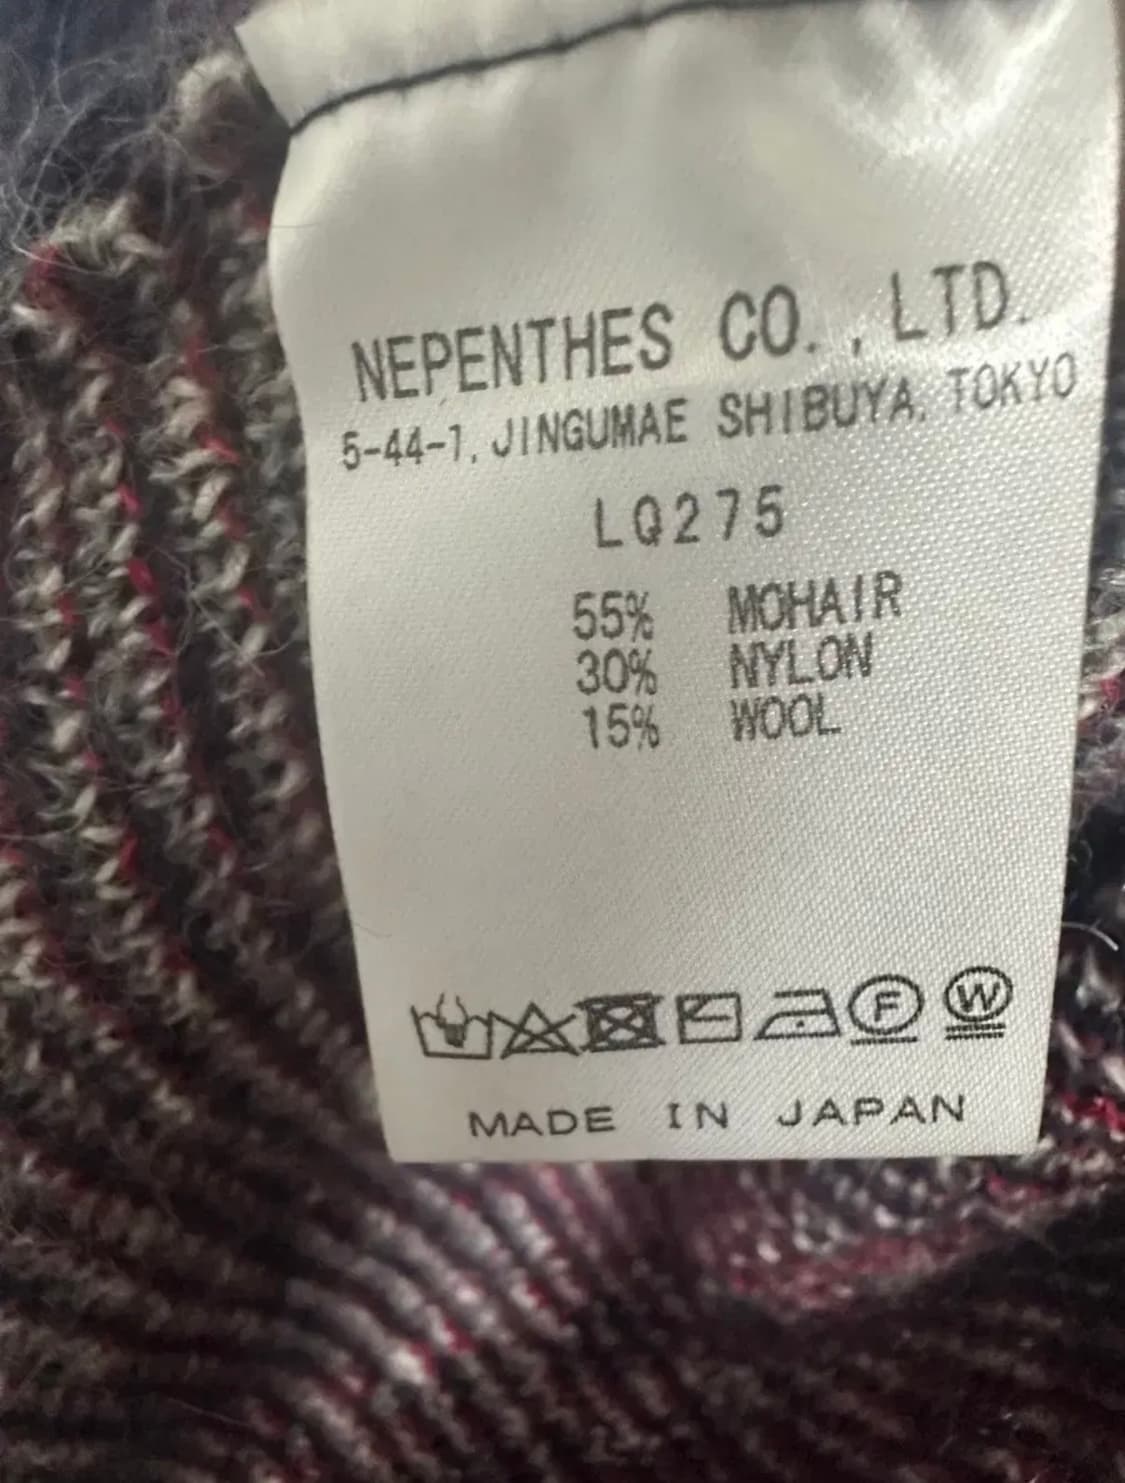 NEPENTHES CO., LTD.
5-44-1, JINGUMAE SHIBUYA, TOKYO
LQ275
55% MOHAIR
30% NYLON
15% WOOL
F W
MADE IN JAPAN